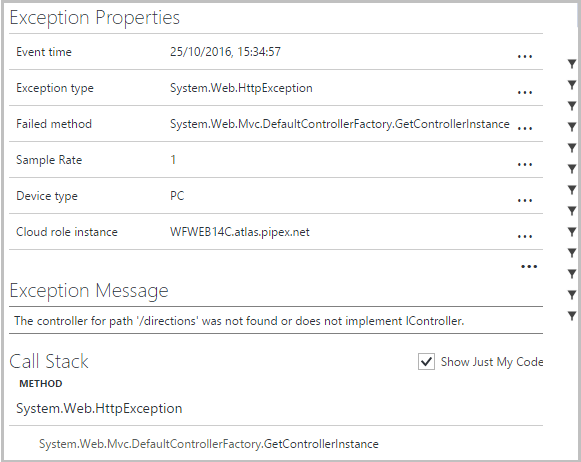 Exception Properties
Event time 25/10/2016, 15:34:57 ...
Exception type System.Web.HttpException ...
Failed method System.Web.Mvc.DefaultControllerFactory.GetControllerInstance ...
Sample Rate 1 ...
Device type PC ...
Cloud role instance WFWEB14C.atlas.pipex.net ...
...
Exception Message
The controller for path '/directions' was not found or does not implement IController.
Call Stack Show Just My Code
METHOD
System.Web.HttpException
System.Web.Mvc.DefaultControllerFactory.GetControllerInstance